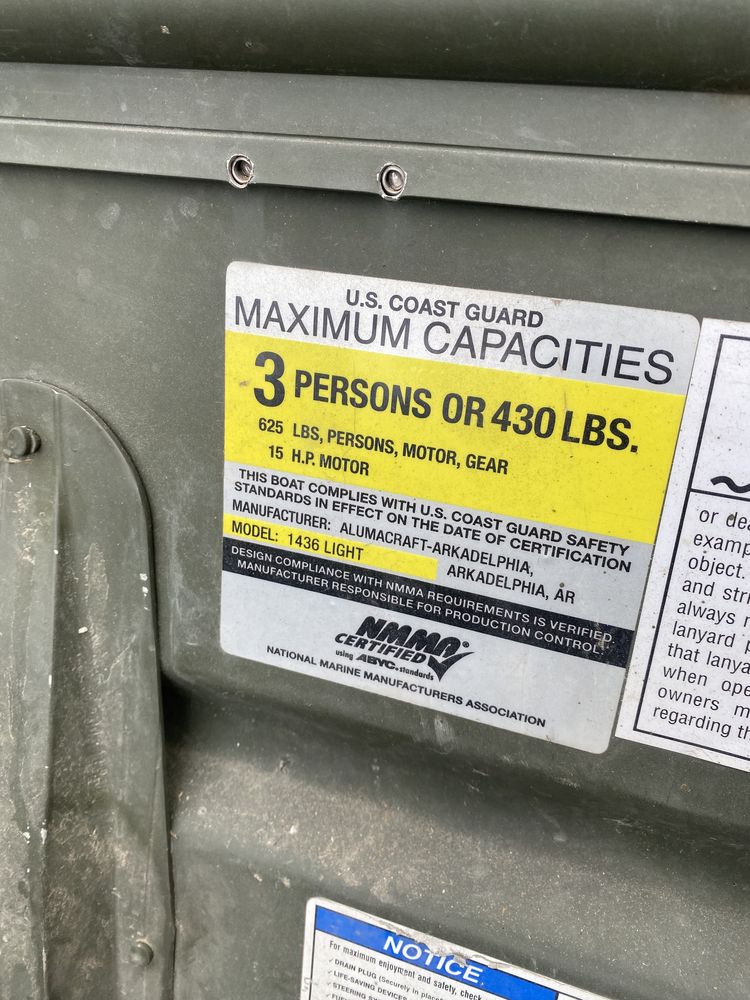 U.S. COAST GUARD
MAXIMUM CAPACITIES
3 PERSONS OR 430 LBS.
625 LBS, PERSONS, MOTOR, GEAR
15 H.P. MOTOR
THIS BOAT COMPLIES WITH U.S. COAST GUARD SAFETY
STANDARDS IN EFFECT ON THE DATE OF CERTIFICATION
MANUFACTURER: ALUMACRAFT-ARKADELPHIA,
ARKADELPHIA, AR
MODEL: 1436 LIGHT
DESIGN COMPLIANCE WITH NMMA REQUIREMENTS IS VERIFIED.
MANUFACTURER RESPONSIBLE FOR PRODUCTION CONTROL.
NMMA®
CERTIFIED
using ABYC. standards
NATIONAL MARINE MANUFACTURERS ASSOCIATION
or de
examp
object.
and stri
always
lanyard
that lanya
when ope
owners m
regarding th
NOTICE
For maximum enjoyment and safety, check
DRAIN PLUG (Securely in place
LIFE-SAVING DEVICES
STEERING